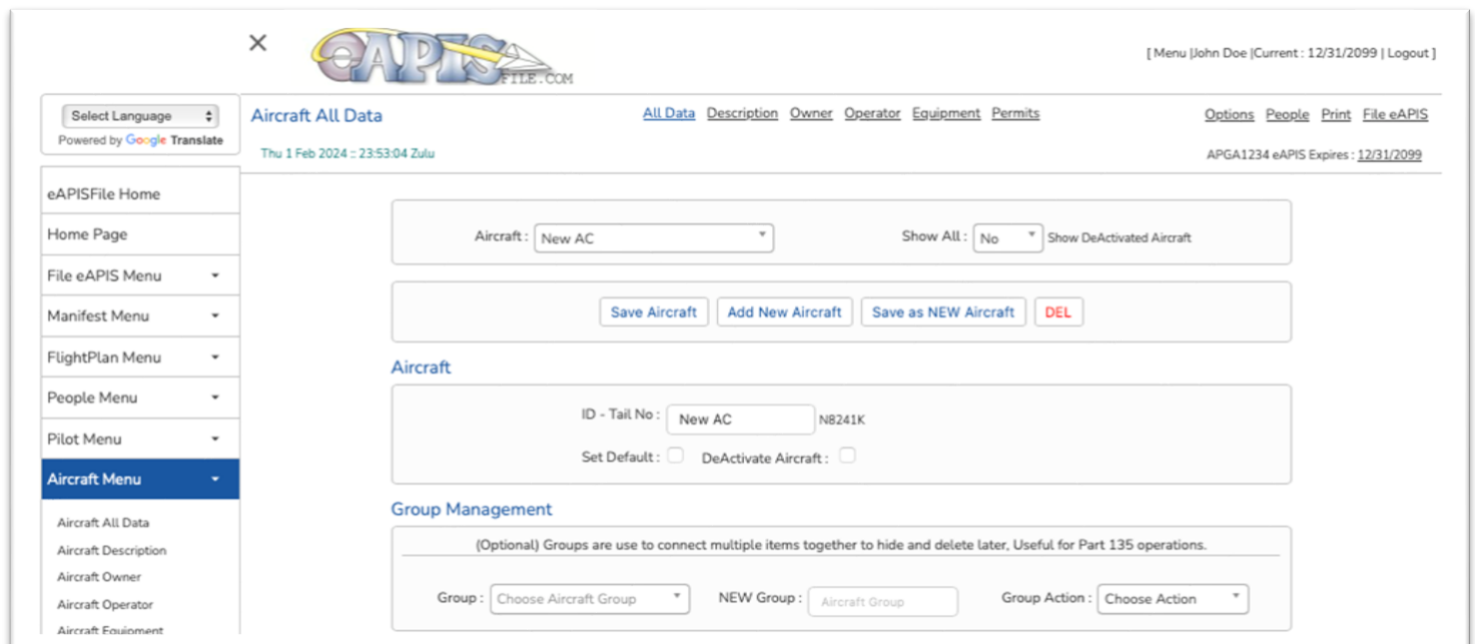 ×
eAPIS FILE.COM
[ Menu |John Doe |Current : 12/31/2099 | Logout ]
Select Language
Powered by Google Translate
Aircraft All Data
All Data Description Owner Operator Equipment Permits
Options People Print File eAPIS
Thu 1 Feb 2024 :: 23:53:04 Zulu
APGA1234 eAPIS Expires : 12/31/2099
eAPISFile Home
Home Page
File eAPIS Menu
Manifest Menu
FlightPlan Menu
People Menu
Pilot Menu
Aircraft Menu
Aircraft All Data
Aircraft Description
Aircraft Owner
Aircraft Operator
Aircraft Equipment
Aircraft : New AC
Show All : No Show DeActivated Aircraft
Save Aircraft Add New Aircraft Save as NEW Aircraft DEL
Aircraft
ID - Tail No : New AC N8241K
Set Default : DeActivate Aircraft :
Group Management
(Optional) Groups are use to connect multiple items together to hide and delete later, Useful for Part 135 operations.
Group : Choose Aircraft Group NEW Group : Aircraft Group Group Action : Choose Action